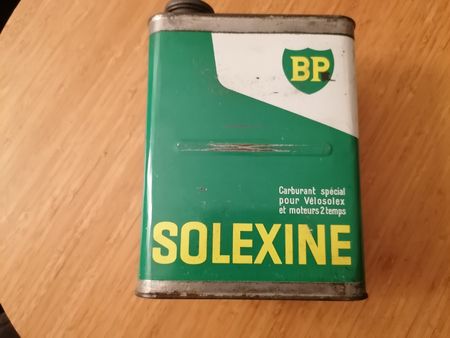 BP
Carburant spécial
pour Vélosolex
et moteurs 2 temps
SOLEXINE